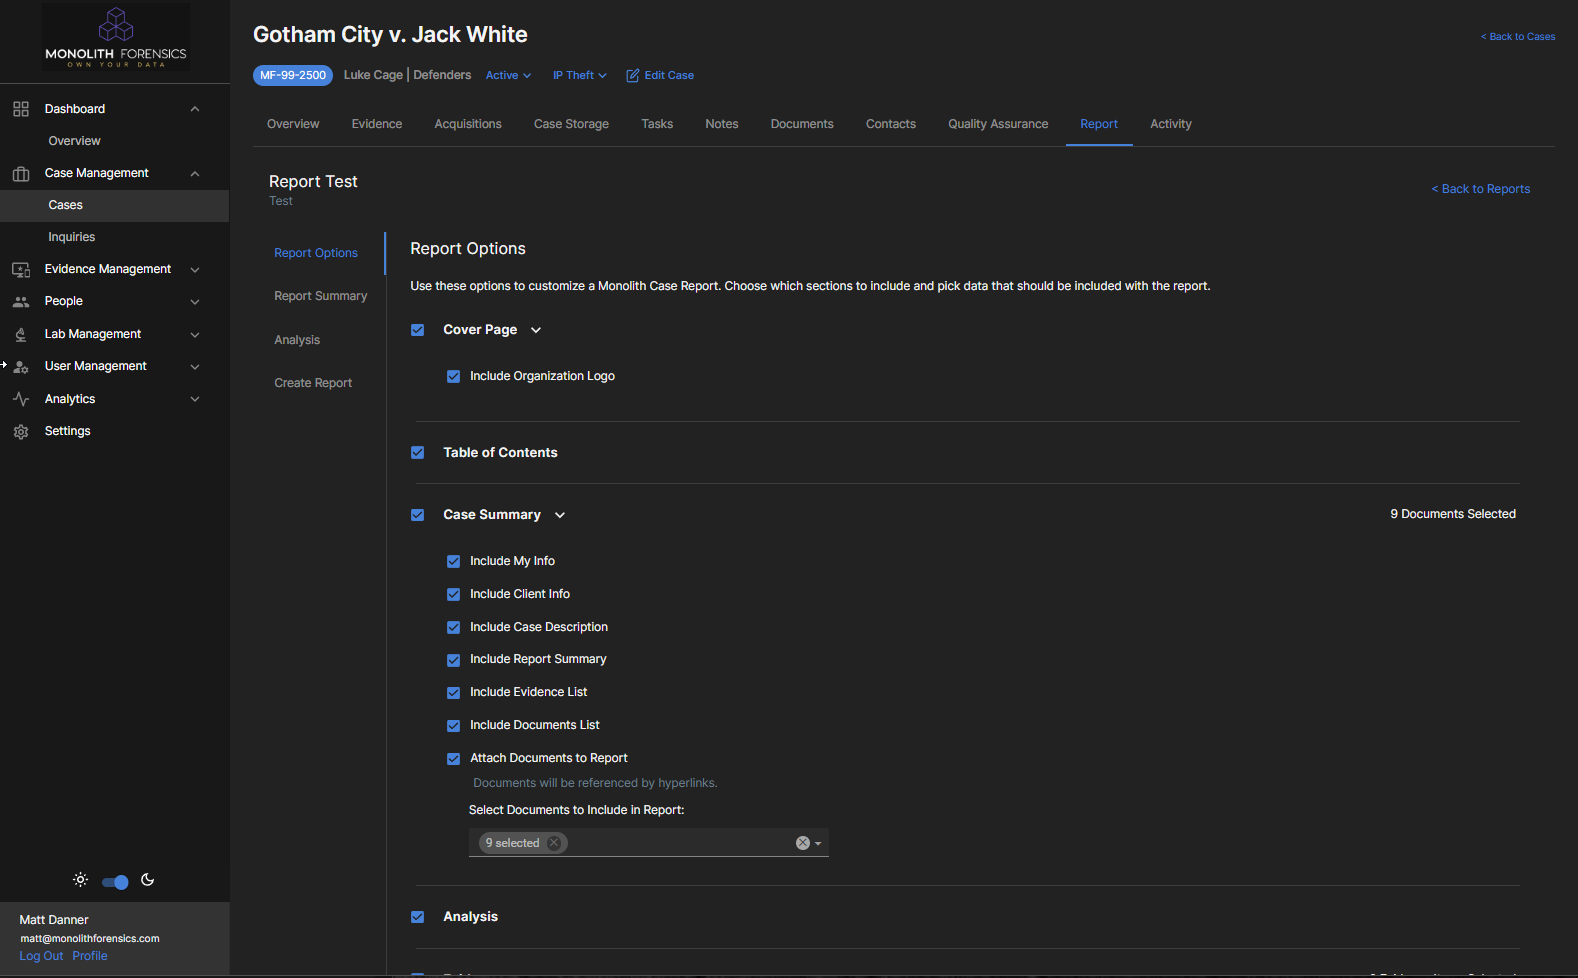 MONOLITH FORENSICS
OWN YOUR DATA
Dashboard
Overview
Case Management
Cases
Inquiries
Evidence Management
People
Lab Management
User Management
Analytics
Settings
Matt Danner
matt@monolithforensics.com
Log Out Profile
Gotham City v. Jack White
< Back to Cases
MF-99-2500 Luke Cage | Defenders Active IP Theft Edit Case
Overview Evidence Acquisitions Case Storage Tasks Notes Documents Contacts Quality Assurance Report Activity
Report Test
Test
< Back to Reports
Report Options
Report Summary
Analysis
Create Report
Report Options
Use these options to customize a Monolith Case Report. Choose which sections to include and pick data that should be included with the report.
Cover Page
Include Organization Logo
Table of Contents
Case Summary 9 Documents Selected
Include My Info
Include Client Info
Include Case Description
Include Report Summary
Include Evidence List
Include Documents List
Attach Documents to Report
Documents will be referenced by hyperlinks.
Select Documents to Include in Report:
9 selected
Analysis